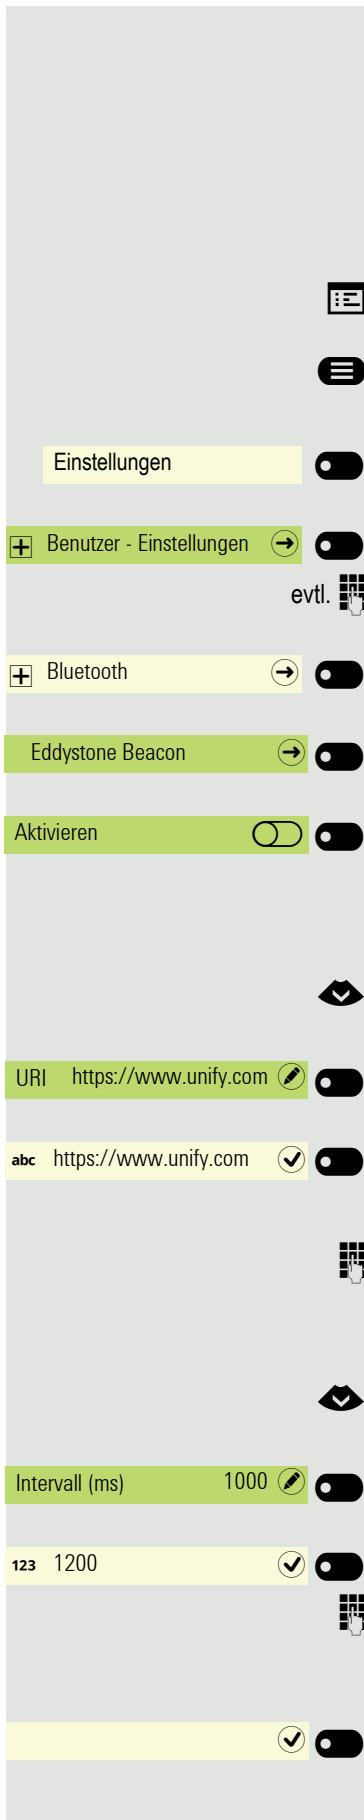 Einstellungen
Benutzer - Einstellungen
evtl.
Bluetooth
Eddystone Beacon
Aktivieren
URI https://www.unify.com
abc https://www.unify.com
Intervall (ms) 1000
123 1200